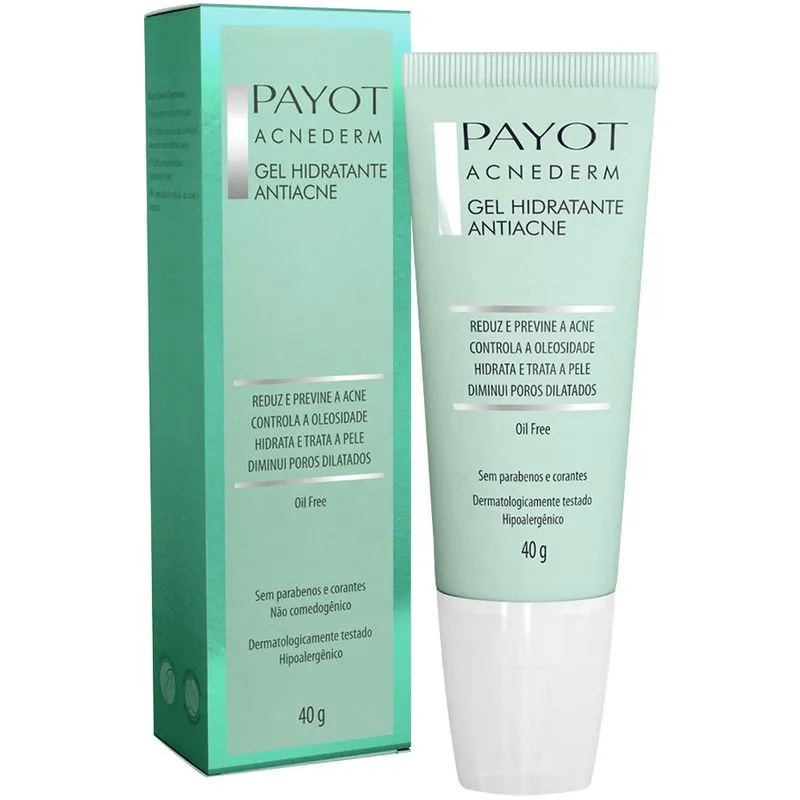 PAYOT
ACNEDERM
GEL HIDRATANTE
ANTIACNE
REDUZ E PREVINE A ACNE
CONTROLA A OLEOSIDADE
HIDRATA E TRATA A PELE
DIMINUI POROS DILATADOS
Oil Free
Sem parabenos e corantes
Não comedogênico
Dermatologicamente testado
Hipoalergênico
40 g
PAYOT
ACNEDERM
GEL HIDRATANTE
ANTIACNE
REDUZ E PREVINE A ACNE
CONTROLA A OLEOSIDADE
HIDRATA E TRATA A PELE
DIMINUI POROS DILATADOS
Oil Free
Sem parabenos e corantes
Dermatologicamente testado
Hipoalergênico
40 g